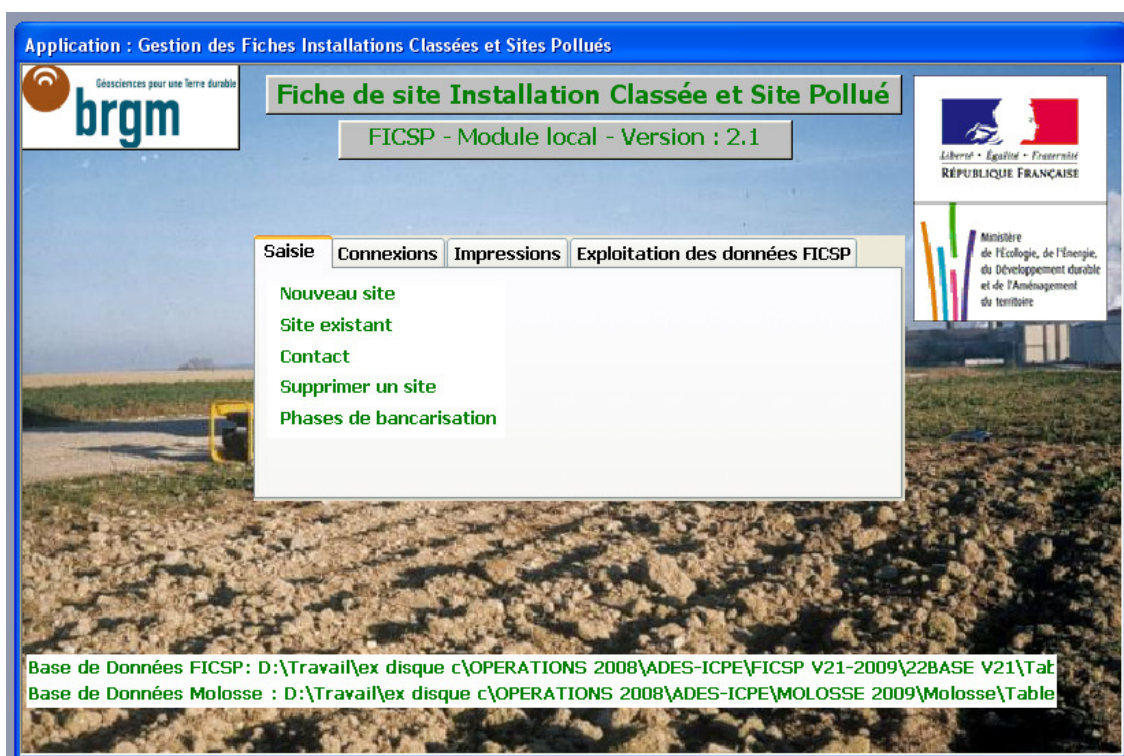 Application : Gestion des Fiches Installations Classées et Sites Pollués
Géosciences pour une Terre durable
brgm
Fiche de site Installation Classée et Site Pollué
FICSP - Module local - Version : 2.1
Liberté • Égalité • Fraternité
RÉPUBLIQUE FRANÇAISE
Ministère
de l'Écologie, de l'Énergie,
du Développement durable
et de l'Aménagement
du territoire
Saisie
Connexions
Impressions
Exploitation des données FICSP
Nouveau site
Site existant
Contact
Supprimer un site
Phases de bancarisation
Base de Données FICSP: D:\Travail\ex disque c\OPERATIONS 2008\ADES-ICPE\FICSP V21-2009\22BASE V21\Tab
Base de Données Molosse : D:\Travail\ex disque c\OPERATIONS 2008\ADES-ICPE\MOLOSSE 2009\Molosse\Table